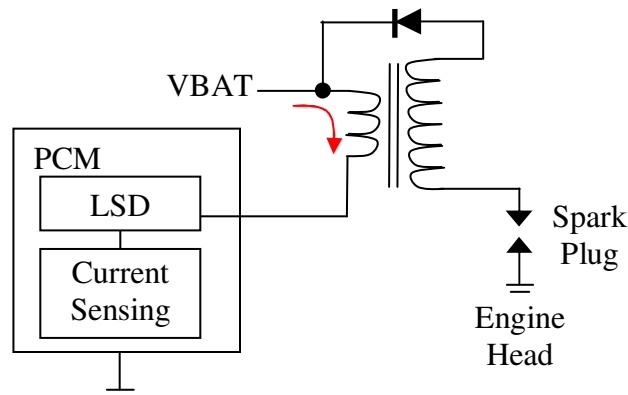 VBAT
PCM
LSD
Current
Sensing
Spark
Plug
Engine
Head